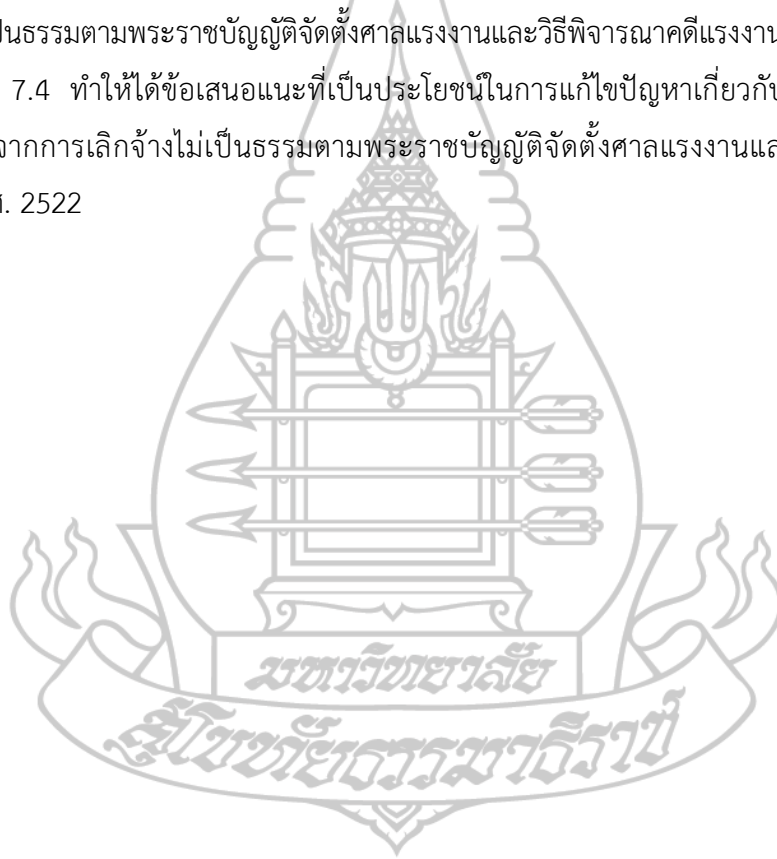 ป็นธรรมตามพระราชบัญญัติจัดตั้งศาลแรงงานและวิธีพิจารณาคดีแรงงาน
7.4 ทำให้ได้ข้อเสนอแนะที่เป็นประโยชน์ในการแก้ไขปัญหาเกี่ยวกับ
จากการเลิกจ้างไม่เป็นธรรมตามพระราชบัญญัติจัดตั้งศาลแรงงานแล
ศ. 2522
มหาวิทยาลัย
สุโขทัยธรรมาธิราช